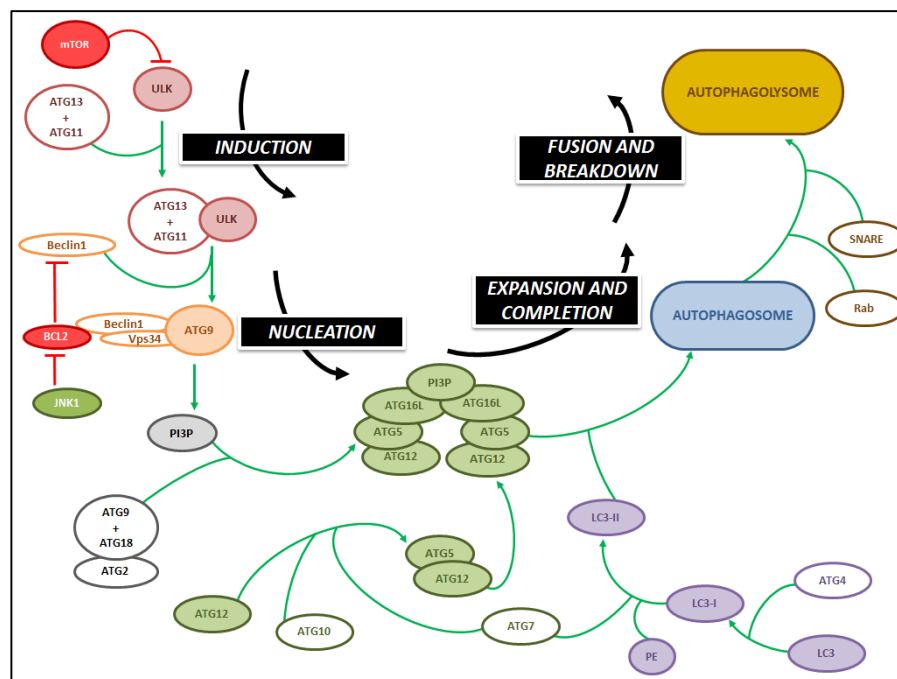 mTOR
ULK
ATG13
+
ATG11
INDUCTION
ATG13
+
ATG11
ULK
Beclin1
BCL2
Beclin1
Vps34
ATG9
JNK1
NUCLEATION
PI3P
ATG9
+
ATG18
ATG2
ATG12
ATG10
ATG5
ATG12
ATG7
PI3P
ATG16L
ATG16L
ATG5
ATG5
ATG12
ATG12
EXPANSION AND
COMPLETION
FUSION AND
BREAKDOWN
AUTOPHAGOLYSOME
SNARE
Rab
AUTOPHAGOSOME
LC3-II
LC3-I
ATG4
PE
LC3